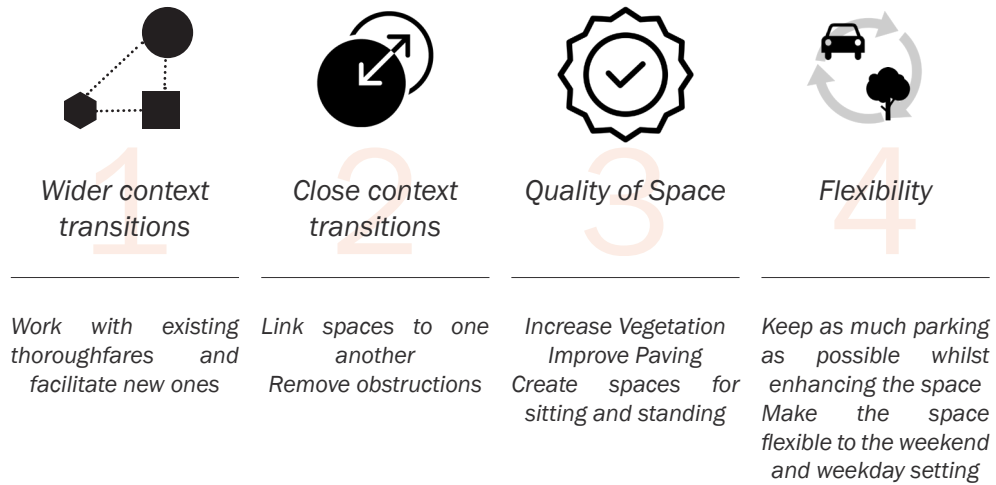 1
Wider context
transitions
Work with existing
thoroughfares and
facilitate new ones
2
Close context
transitions
Link spaces to one
another
Remove obstructions
3
Quality of Space
Increase Vegetation
Improve Paving
Create spaces for
sitting and standing
4
Flexibility
Keep as much parking
as possible whilst
enhancing the space
Make the space
flexible to the weekend
and weekday setting